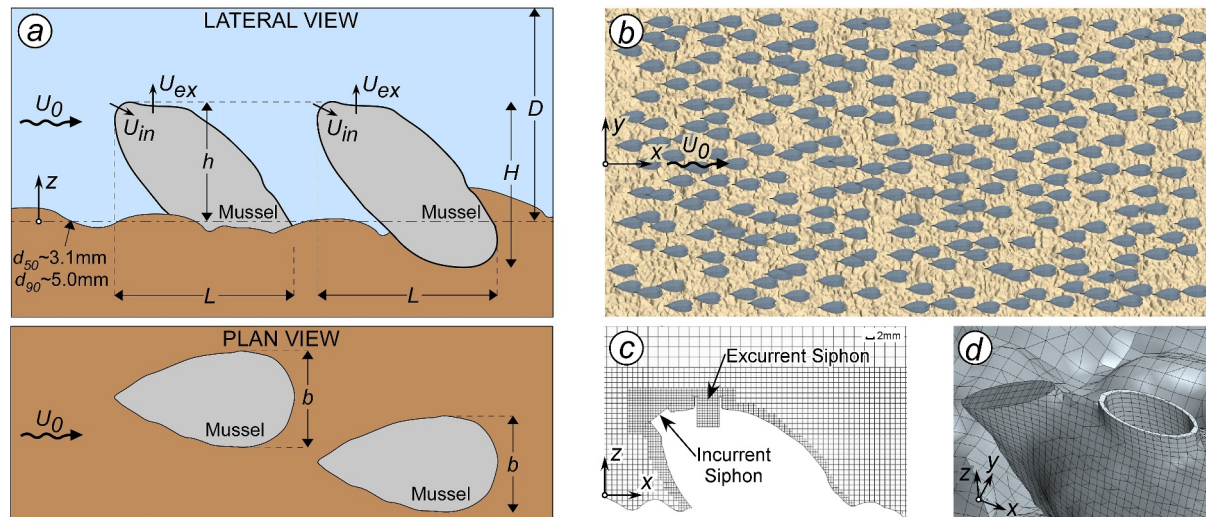 a
LATERAL VIEW
U0
Uin
Uex
h
Mussel
L
Uin
Uex
H
Mussel
L
D
z
d50~3.1mm
d90~5.0mm
PLAN VIEW
U0
Mussel
b
Mussel
b
b
y
x
U0
c
2mm
Excurrent Siphon
Incurrent
Siphon
z
x
d
z
y
x